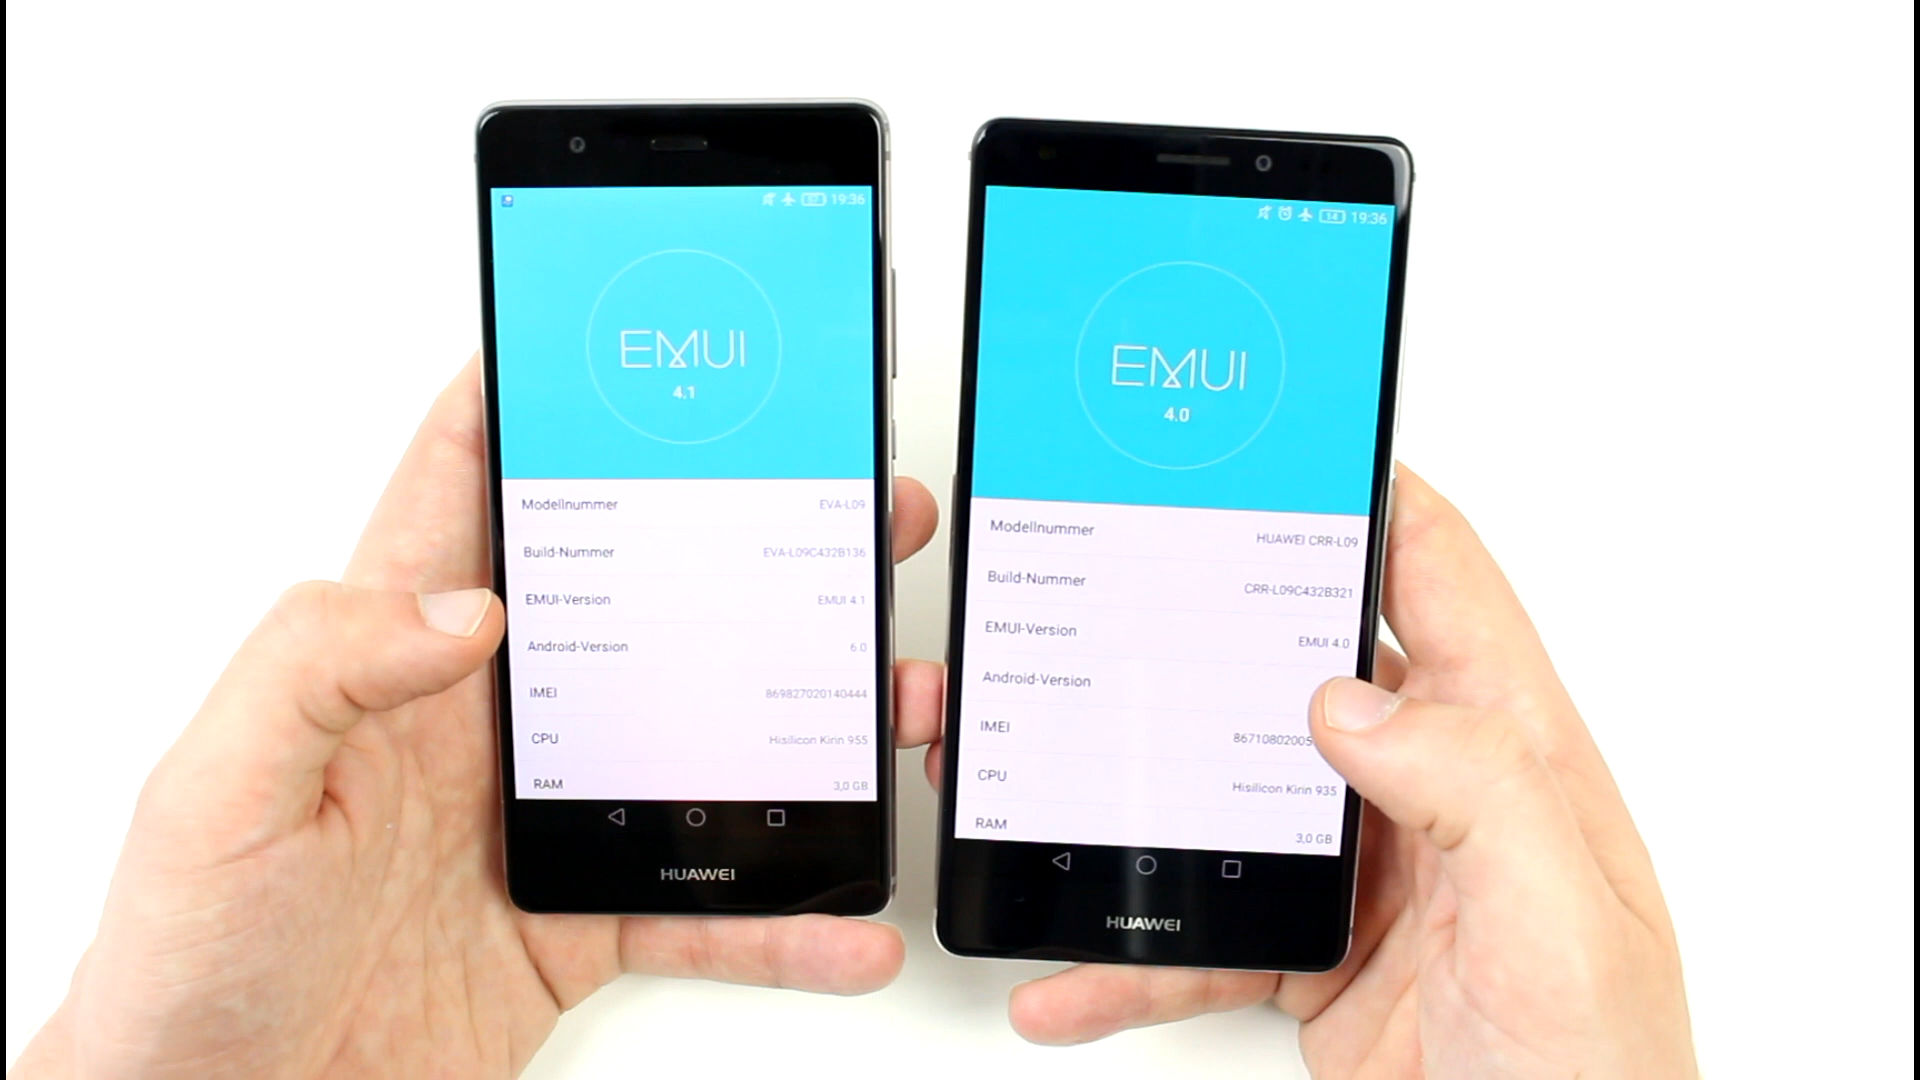 19:36
EMUI
4.1
Modellnummer EVA-L09
Build-Nummer EVA-L09C432B136
EMUI-Version EMUI 4.1
Android-Version 6.0
IMEI 869827020140444
CPU Hisilicon Kirin 955
RAM 3,0 GB
HUAWEI
14 19:36
EMUI
4.0
Modellnummer HUAWEI CRR-L09
Build-Nummer CRR-L09C432B321
EMUI-Version EMUI 4.0
Android-Version
IMEI 8671080200
CPU Hisilicon Kirin 935
RAM 3,0 GB
HUAWEI